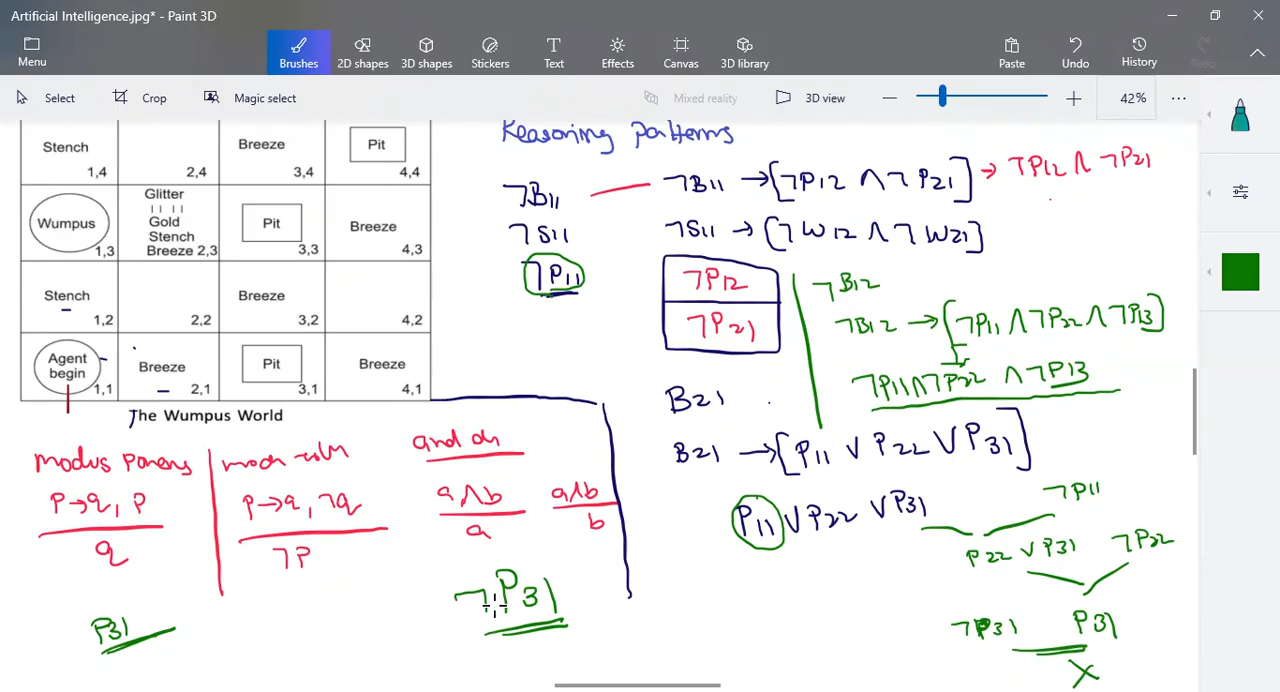 Artificial Intelligence.jpg* - Paint 3D
Menu
Brushes
2D shapes
3D shapes
Stickers
Text
Effects
Canvas
3D library
Paste
Undo
History
Redo
Select
Crop
Magic select
Mixed reality
3D view
42%
Stench 1,4
2,4
Breeze 3,4
Pit 4,4
Wumpus 1,3
Glitter
Gold
Stench
Breeze 2,3
Pit 3,3
Breeze 4,3
Stench 1,2
2,2
Breeze 3,2
4,2
Agent
begin 1,1
Breeze 2,1
Pit 3,1
Breeze 4,1
The Wumpus World
Reasoning patterns
¬B11
¬S11
¬P11
¬B11 → [¬P12 ∧ ¬P21] → ¬P12 ∧ ¬P21
¬S11 → [¬W12 ∧ ¬W21]
¬P12
¬P21
¬B12
¬B12 → [¬P11 ∧ ¬P22 ∧ ¬P13]
¬P11 ∧ ¬P22 ∧ ¬P13
B21
B21 → [P11 ∨ P22 ∨ P31]
P11 ∨ P22 ∨ P31
¬P11
P22 ∨ P31
¬P22
¬P31
P31
X
modus ponens
P→q, P
q
P→q, ¬q
¬P
and
a∧b
a
a∧b
b
P31
¬P31